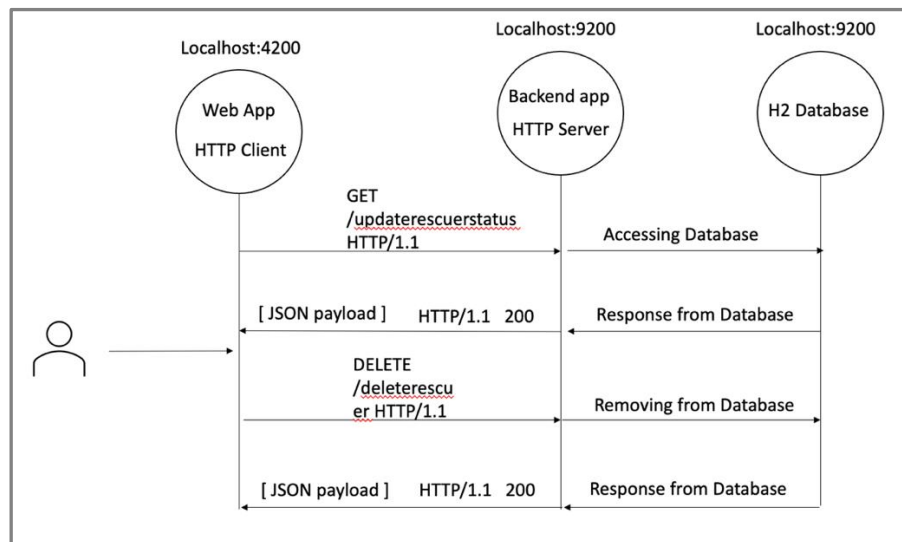 Localhost:4200
Localhost:9200
Localhost:9200
Web App
HTTP Client
Backend app
HTTP Server
H2 Database
GET
/updaterescuerstatus
HTTP/1.1
Accessing Database
[ JSON payload ]
HTTP/1.1 200
Response from Database
DELETE
/deleterescu
er HTTP/1.1
Removing from Database
[ JSON payload ]
HTTP/1.1 200
Response from Database